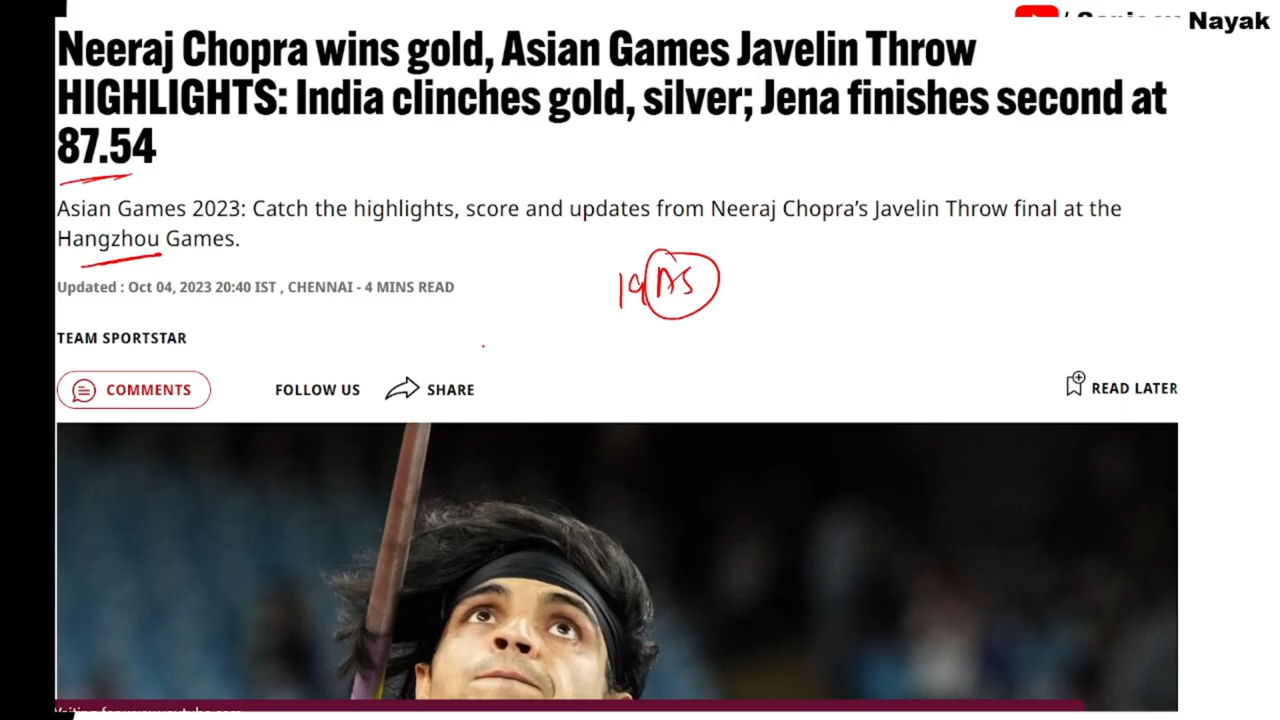 Nayak
Neeraj Chopra wins gold, Asian Games Javelin Throw
HIGHLIGHTS: India clinches gold, silver; Jena finishes second at
87.54
Asian Games 2023: Catch the highlights, score and updates from Neeraj Chopra’s Javelin Throw final at the
Hangzhou Games.
19 AS
Updated : Oct 04, 2023 20:40 IST , CHENNAI - 4 MINS READ
TEAM SPORTSTAR
COMMENTS FOLLOW US SHARE READ LATER